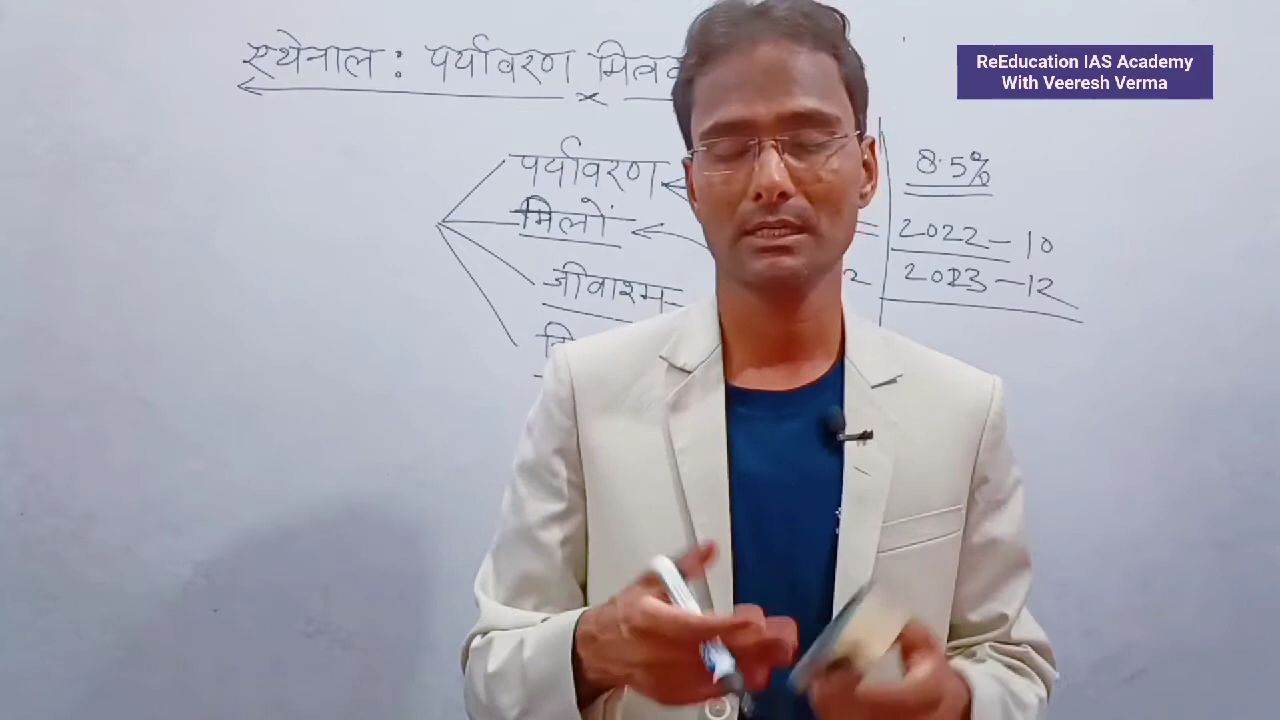 ReEducation IAS Academy
With Veeresh Verma
एथेनाल : पर्यावरण
पर्यावरण
मिलों
जीवाश्म
8.5%
2022-10
2023-12